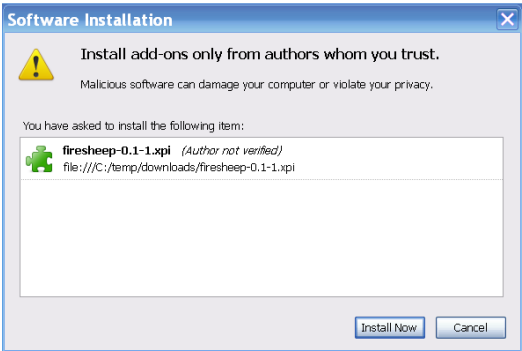 Software Installation
Install add-ons only from authors whom you trust.
Malicious software can damage your computer or violate your privacy.
You have asked to install the following item:
firesheep-0.1-1.xpi (Author not verified)
file:///C:/temp/downloads/firesheep-0.1-1.xpi
Install Now Cancel